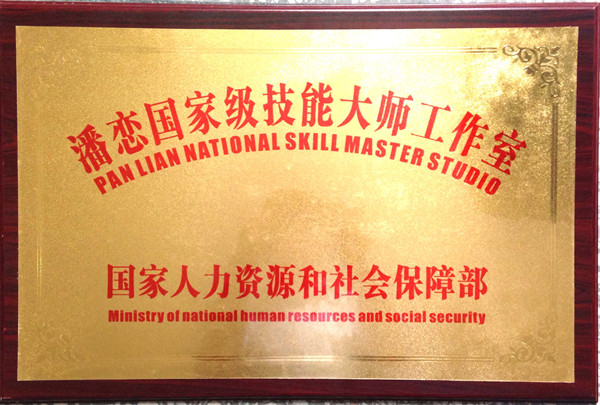 潘恋国家级技能大师工作室
PAN LIAN NATIONAL SKILL MASTER STUDIO
国家人力资源和社会保障部
Ministry of national human resources and social security